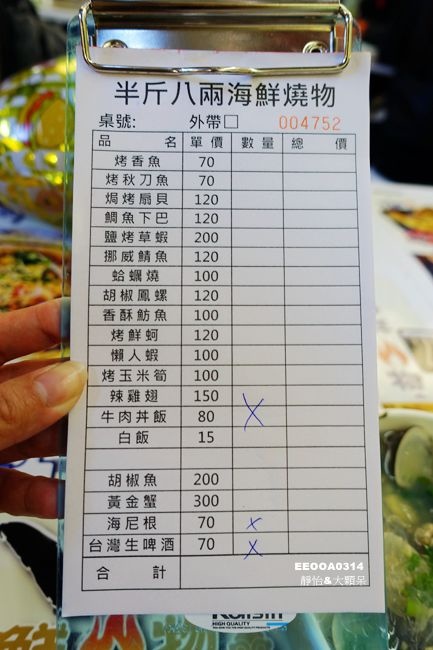 半斤八兩海鮮燒物
桌號: 外帶□ 004752
品名 單價 數量 總價
烤香魚 70
烤秋刀魚 70
焗烤扇貝 120
鯛魚下巴 120
鹽烤草蝦 200
挪威鯖魚 120
蛤蠣燒 100
胡椒鳳螺 120
香酥魴魚 100
烤鮮蚵 120
懶人蝦 100
烤玉米筍 100
辣雞翅 150
牛肉丼飯 80 X
白飯 15
胡椒魚 200
黃金蟹 300
海尼根 70 X
台灣生啤酒 70 X
合計
EEOOA0314
靜怡&大顆呆
HIGH QUALITY
鮮
物